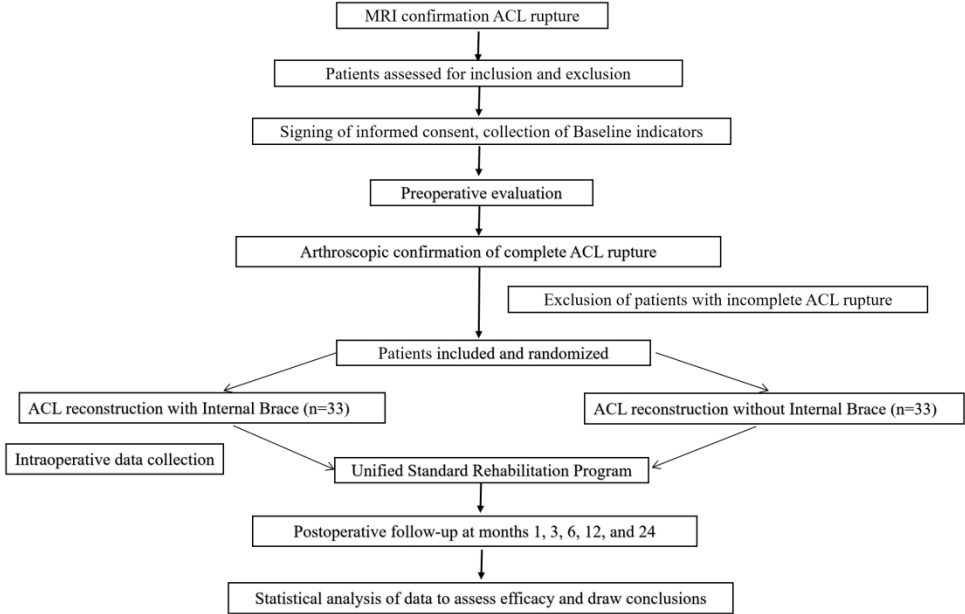 MRI confirmation ACL rupture
Patients assessed for inclusion and exclusion
Signing of informed consent, collection of Baseline indicators
Preoperative evaluation
Arthroscopic confirmation of complete ACL rupture
Exclusion of patients with incomplete ACL rupture
Patients included and randomized
ACL reconstruction with Internal Brace (n=33)
ACL reconstruction without Internal Brace (n=33)
Intraoperative data collection
Unified Standard Rehabilitation Program
Postoperative follow-up at months 1, 3, 6, 12, and 24
Statistical analysis of data to assess efficacy and draw conclusions